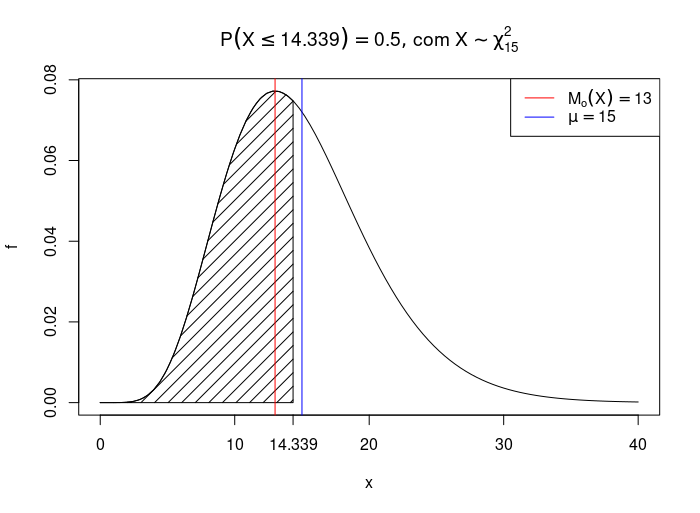 P(X ≤ 14.339) = 0.5, com X ~ χ²₁₅
Mₒ(X) = 13
μ = 15
f
0.08
0.06
0.04
0.02
0.00
0 10 14.339 20 30 40
x